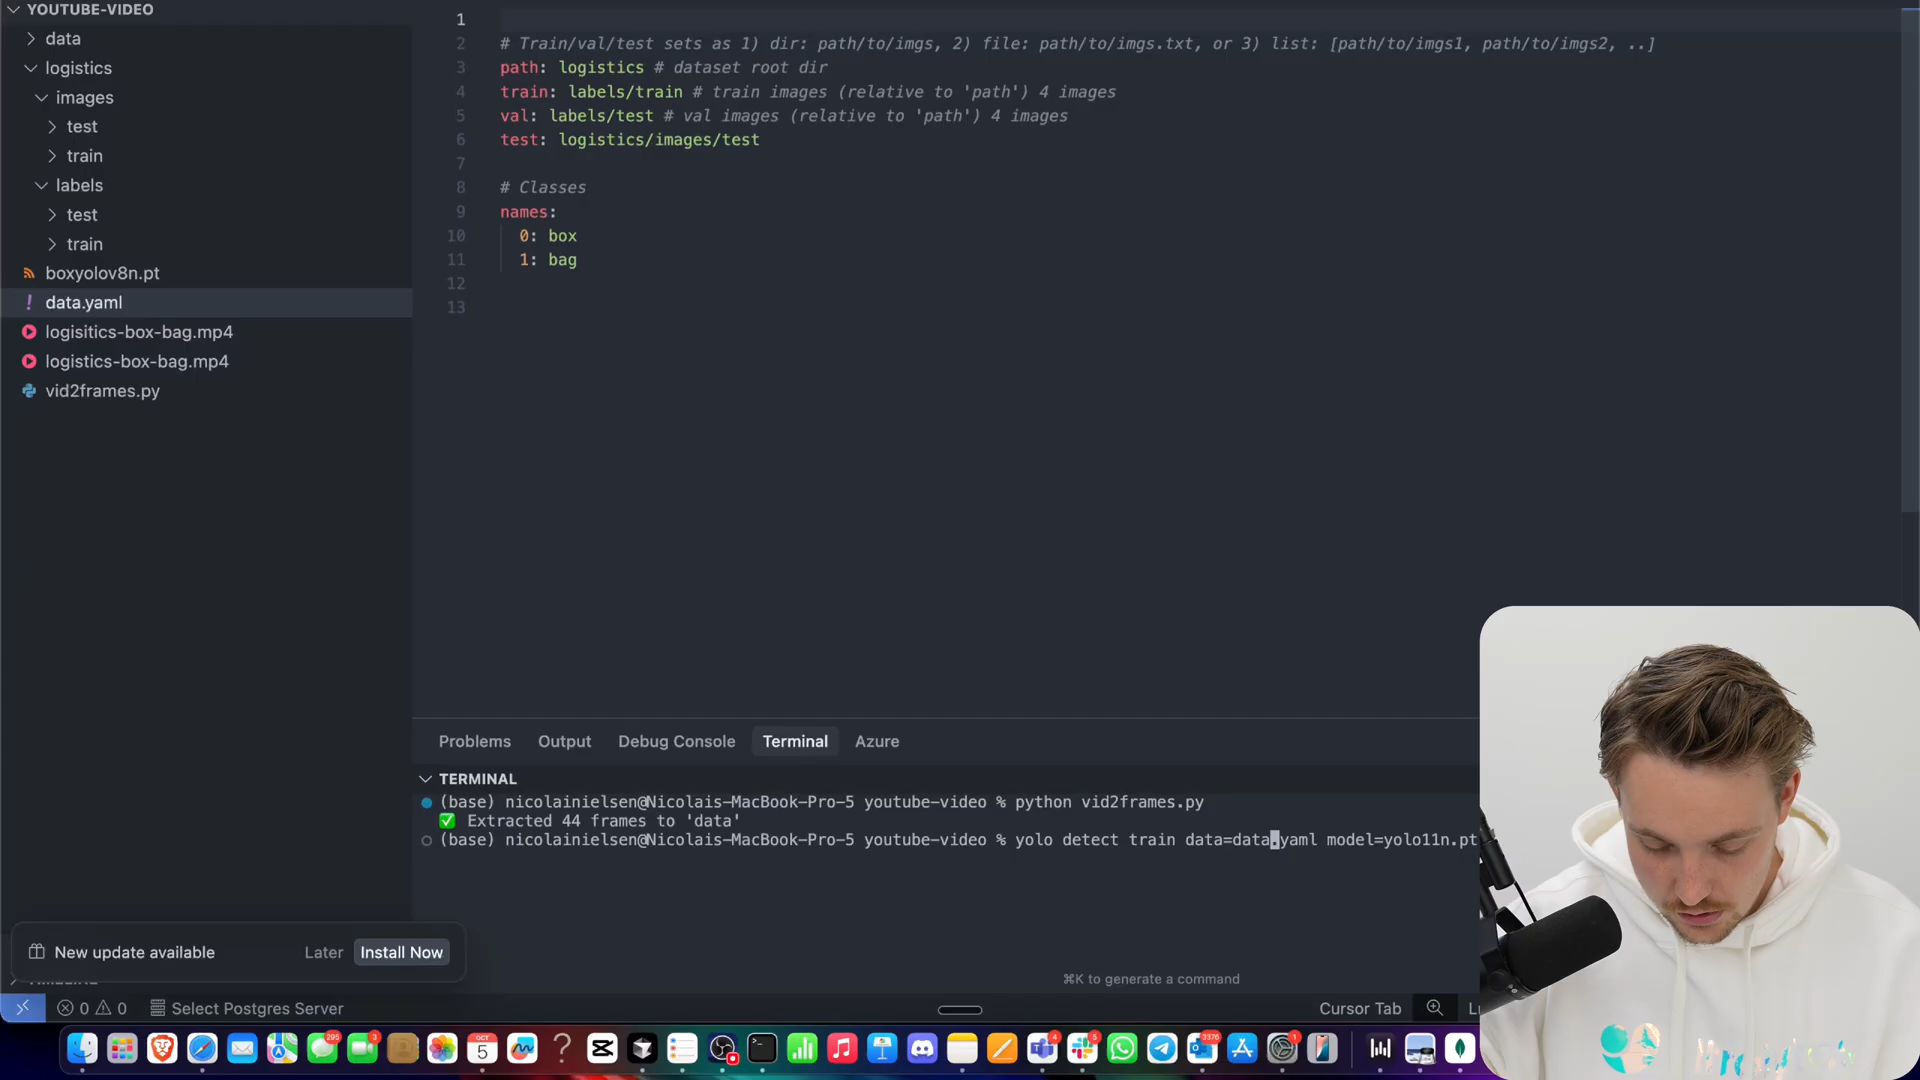 YOUTUBE-VIDEO
data
logistics
images
test
train
labels
test
train
boxyolov8n.pt
! data.yaml
logisitics-box-bag.mp4
logistics-box-bag.mp4
vid2frames.py
1
2 # Train/val/test sets as 1) dir: path/to/imgs, 2) file: path/to/imgs.txt, or 3) list: [path/to/imgs1, path/to/imgs2, ..]
3 path: logistics # dataset root dir
4 train: labels/train # train images (relative to 'path') 4 images
5 val: labels/test # val images (relative to 'path') 4 images
6 test: logistics/images/test
7
8 # Classes
9 names:
10 0: box
11 1: bag
12
13
Problems Output Debug Console Terminal Azure
TERMINAL
(base) nicolainielsen@Nicolais-MacBook-Pro-5 youtube-video % python vid2frames.py
✅ Extracted 44 frames to 'data'
(base) nicolainielsen@Nicolais-MacBook-Pro-5 youtube-video % yolo detect train data=data.yaml model=yolo11n.pt
New update available Later Install Now
⌘K to generate a command
0 0 Select Postgres Server Cursor Tab
295 3 OCT 5 4 5 3376 1